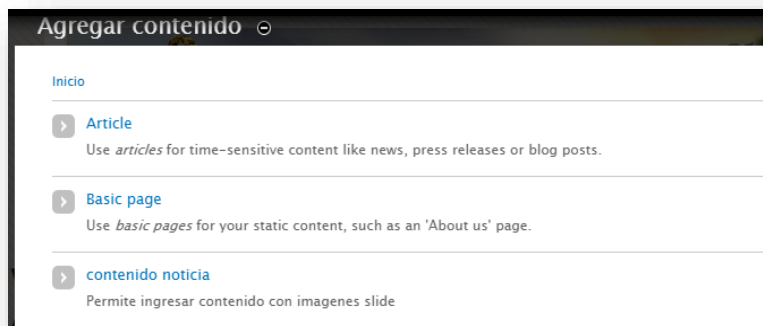 Agregar contenido
Inicio
Article
Use articles for time-sensitive content like news, press releases or blog posts.
Basic page
Use basic pages for your static content, such as an 'About us' page.
contenido noticia
Permite ingresar contenido con imagenes slide